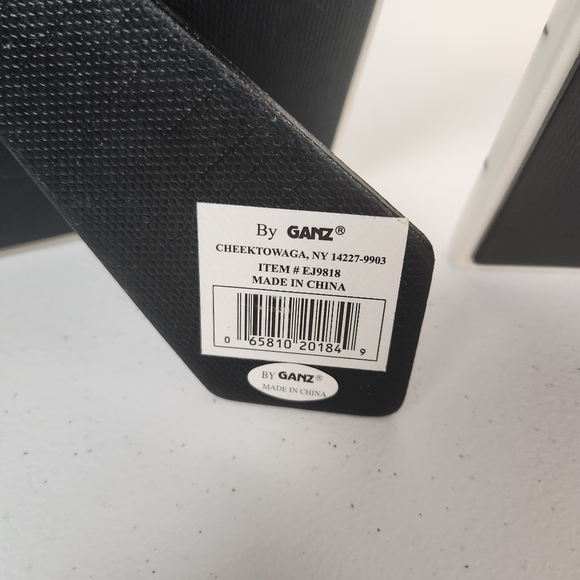 By GANZ®
CHEEKTOWAGA, NY 14227-9903
ITEM # EJ9818
MADE IN CHINA
0 65810 20184 9
BY GANZ®
MADE IN CHINA